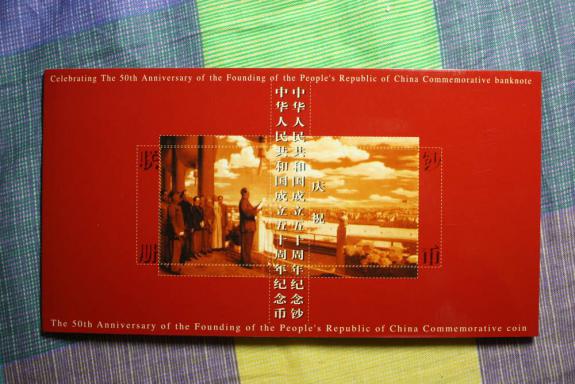 Celebrating The 50th Anniversary of the Founding of the People's Republic of China Commemorative banknote
庆祝
中华人民共和国成立五十周年纪念钞
中华人民共和国成立五十周年纪念币
钞币
联册
The 50th Anniversary of the Founding of the People's Republic of China Commemorative coin